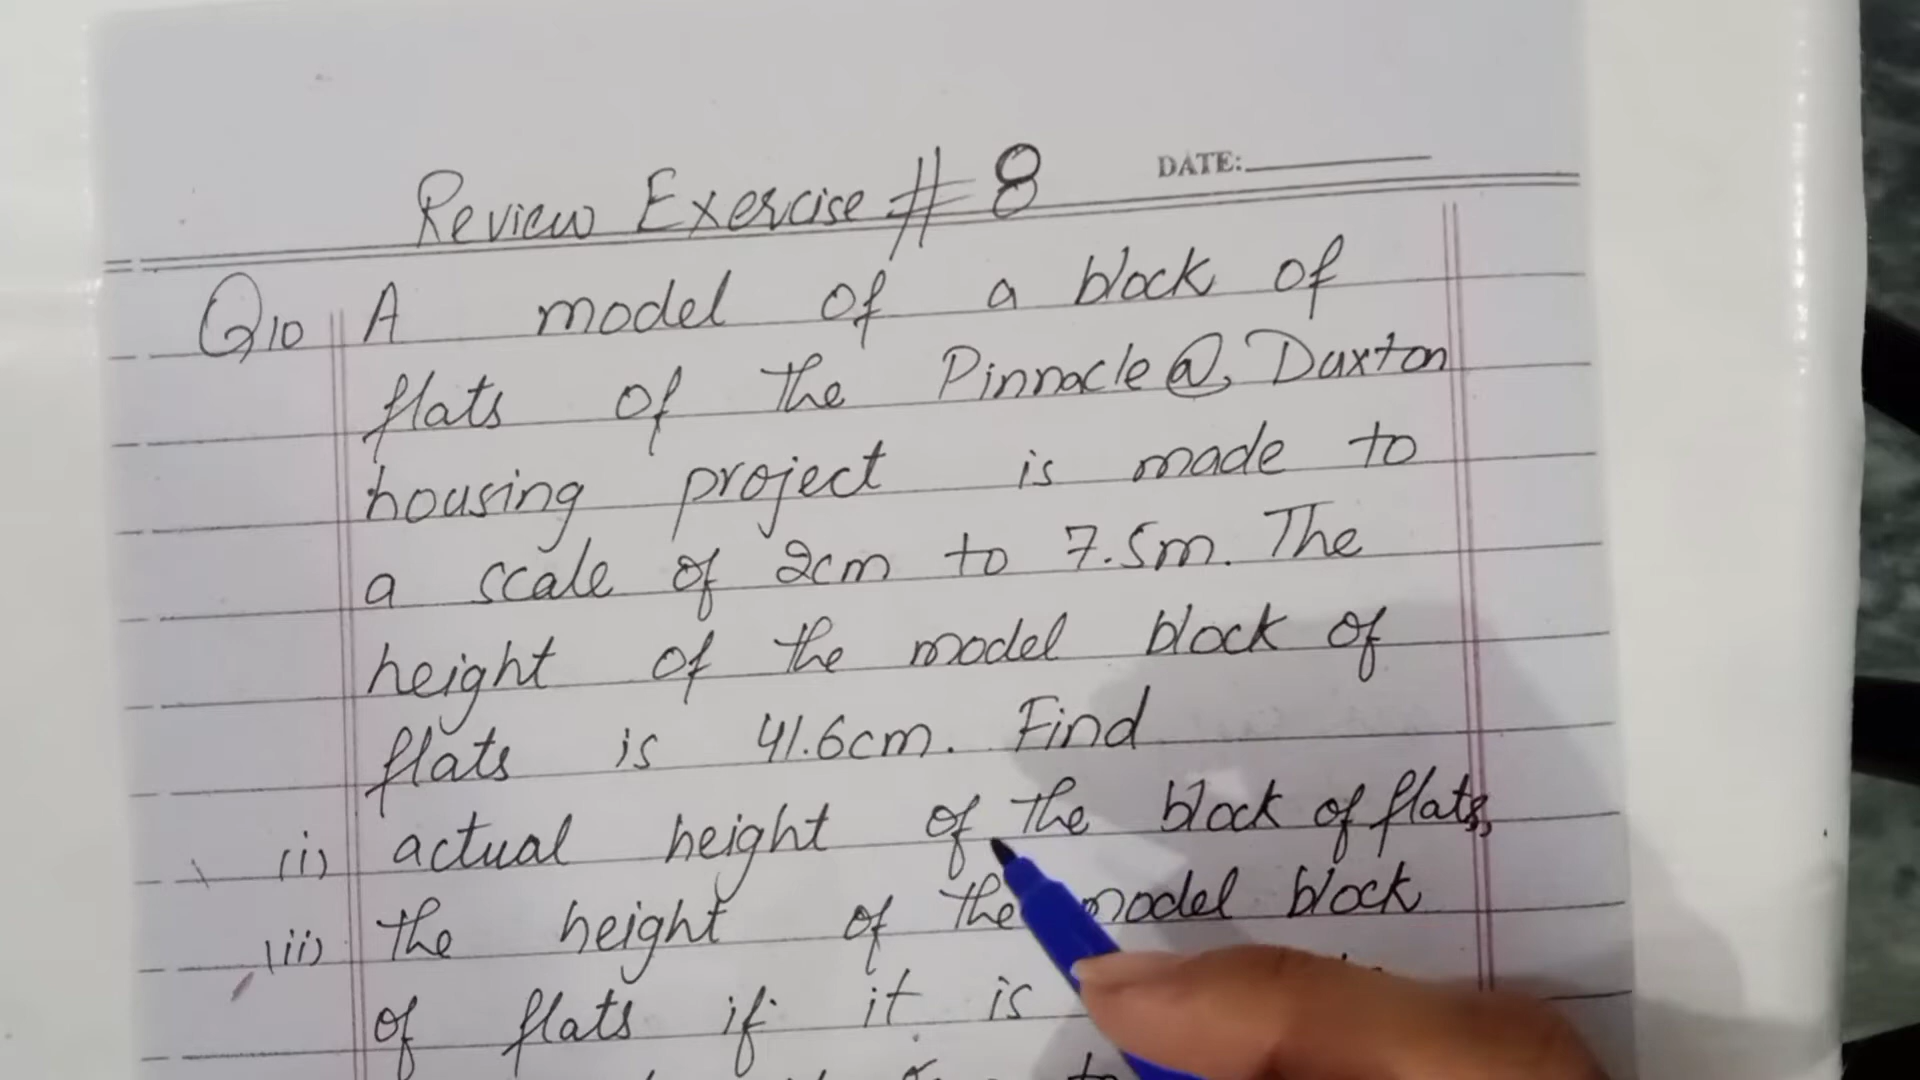 Review Exercise # 8
DATE:
Q10 A model of a block of
flats of the Pinnacle@, Duxton
housing project is made to
a scale of 2cm to 7.5m. The
height of the model block of
flats is 41.6cm. Find
(i) actual height of the block of flats,
(ii) the height of the model block
of flats if it is
to